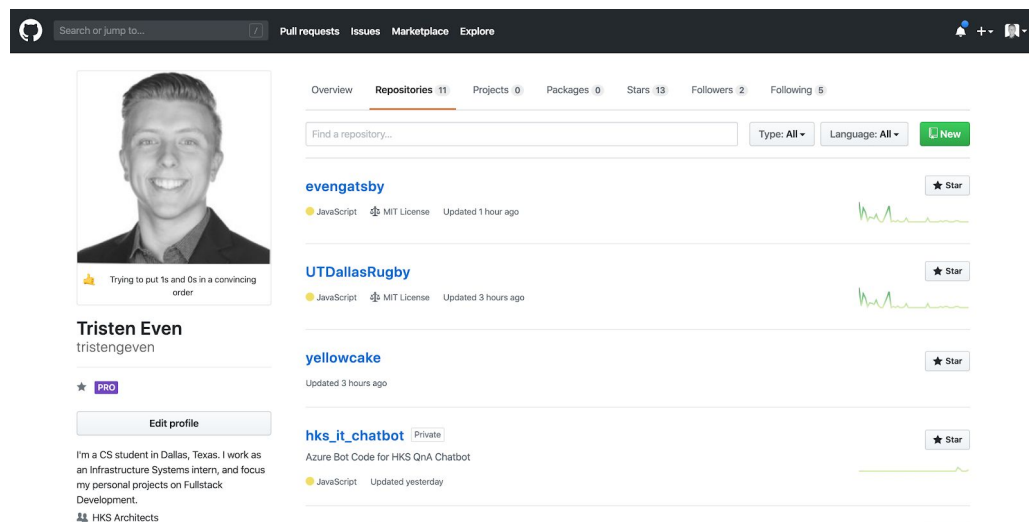 Search or jump to... /
Pull requests Issues Marketplace Explore
Overview Repositories 11 Projects 0 Packages 0 Stars 13 Followers 2 Following 5
Find a repository... Type: All Language: All New
Trying to put 1s and 0s in a convincing
order
Tristen Even
tristengeven
PRO
Edit profile
I'm a CS student in Dallas, Texas. I work as
an Infrastructure Systems intern, and focus
my personal projects on Fullstack
Development.
HKS Architects
evengatsby Star
JavaScript MIT License Updated 1 hour ago
UTDallasRugby Star
JavaScript MIT License Updated 3 hours ago
yellowcake Star
Updated 3 hours ago
hks_it_chatbot Private Star
Azure Bot Code for HKS QnA Chatbot
JavaScript Updated yesterday